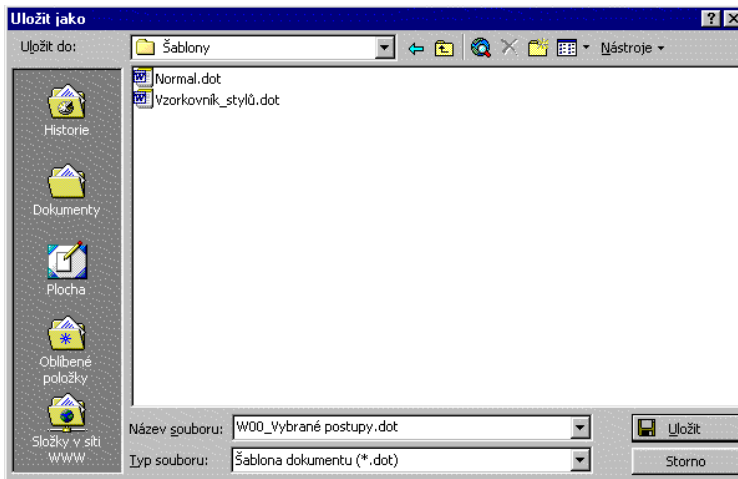 Uložit jako
Uložit do:
Šablony
Nástroje
Normal.dot
Vzorkovník_stylů.dot
Historie
Dokumenty
Plocha
Oblíbené
položky
Složky v síti
WWW
Název souboru:
W00_Vybrané postupy.dot
Uložit
Typ souboru:
Šablona dokumentu (*.dot)
Storno